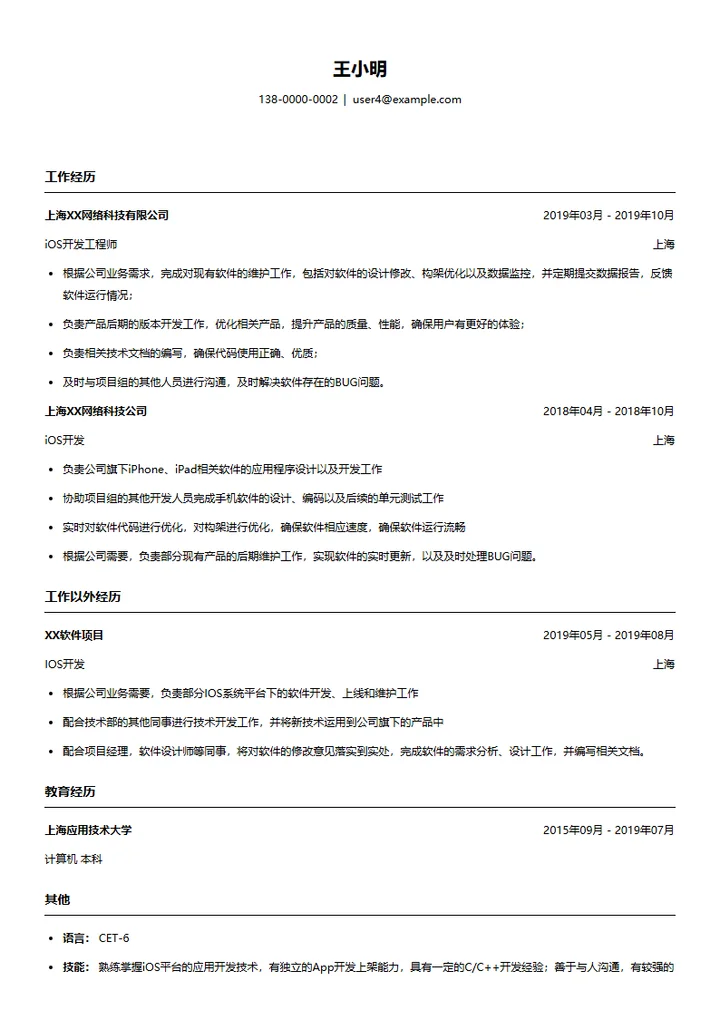 王小明
138-0000-0002 | user4@example.com
工作经历
上海XX网络科技有限公司 2019年03月 - 2019年10月
iOS开发工程师 上海
• 根据公司业务需求，完成对现有软件的维护工作，包括对软件的设计修改、构架优化以及数据监控，并定期提交数据报告，反馈
软件运行情况；
• 负责产品后期的版本开发工作，优化相关产品，提升产品的质量、性能，确保用户有更好的体验；
• 负责相关技术文档的编写，确保代码使用正确、优质；
• 及时与项目组的其他人员进行沟通，及时解决软件存在的BUG问题。
上海XX网络科技公司 2018年04月 - 2018年10月
iOS开发 上海
• 负责公司旗下iPhone、iPad相关软件的应用程序设计以及开发工作
• 协助项目组的其他开发人员完成手机软件的设计、编码以及后续的单元测试工作
• 实时对软件代码进行优化，对构架进行优化，确保软件相应速度，确保软件运行流畅
• 根据公司需要，负责部分现有产品的后期维护工作，实现软件的实时更新，以及及时处理BUG问题。
工作以外经历
XX软件项目 2019年05月 - 2019年08月
IOS开发 上海
• 根据公司业务需要，负责部分IOS系统平台下的软件开发、上线和维护工作
• 配合技术部的其他同事进行技术开发工作，并将新技术运用到公司旗下的产品中
• 配合项目经理，软件设计师等同事，将对软件的修改意见落实到实处，完成软件的需求分析、设计工作，并编写相关文档。
教育经历
上海应用技术大学 2015年09月 - 2019年07月
计算机 本科
其他
• 语言： CET-6
• 技能： 熟练掌握iOS平台的应用开发技术，有独立的App开发上架能力，具有一定的C/C++开发经验；善于与人沟通，有较强的